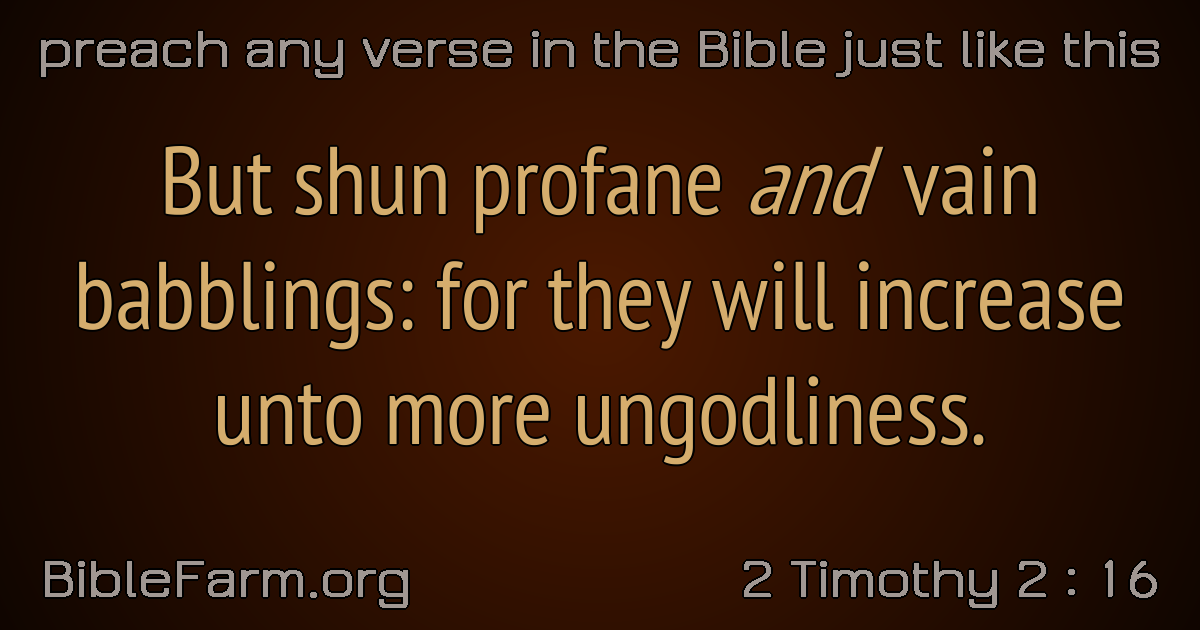 preach any verse in the Bible just like this
But shun profane and vain
babblings: for they will increase
unto more ungodliness.
BibleFarm.org
2 Timothy 2 : 16